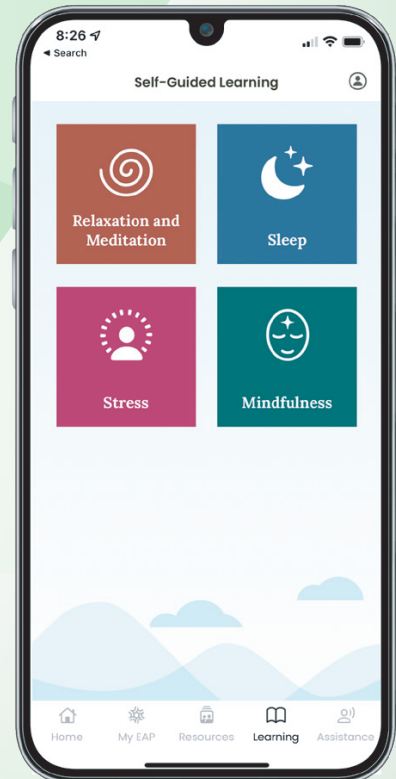 8:26
Search
Self-Guided Learning
Relaxation and
Meditation
Sleep
Stress
Mindfulness
Home
My EAP
Resources
Learning
Assistance